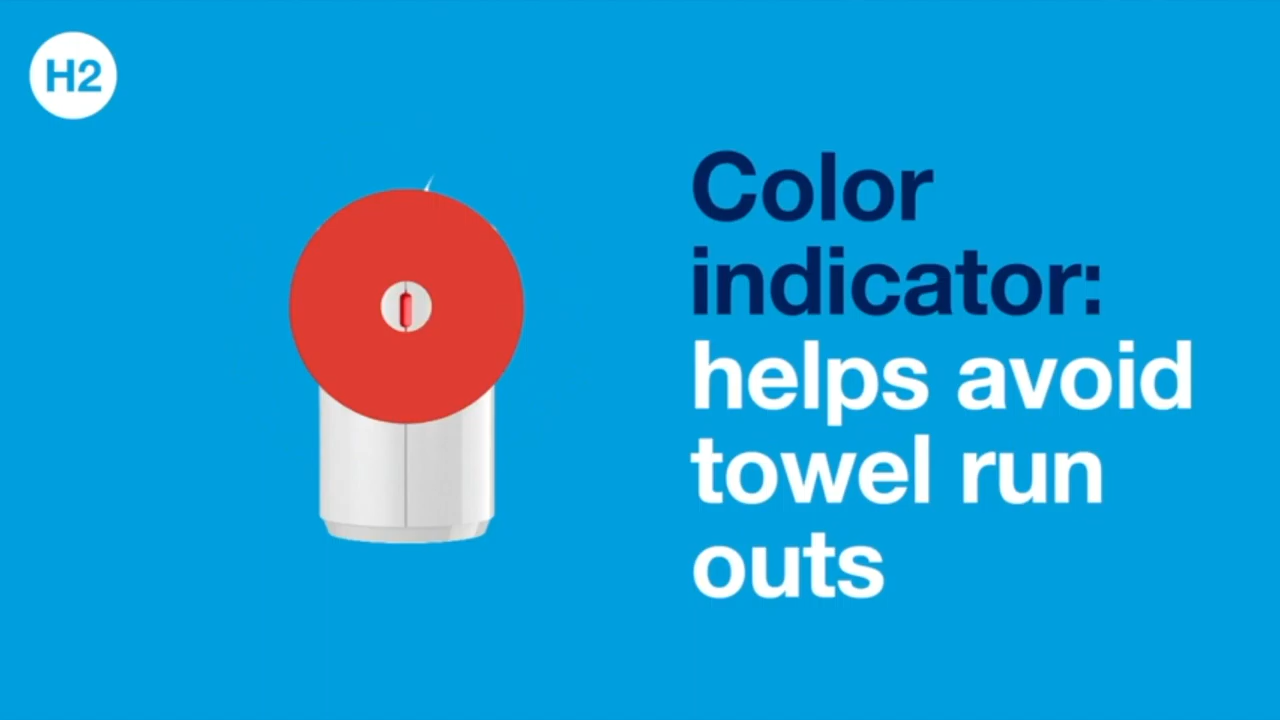 H2
Color
indicator:
helps avoid
towel run
outs